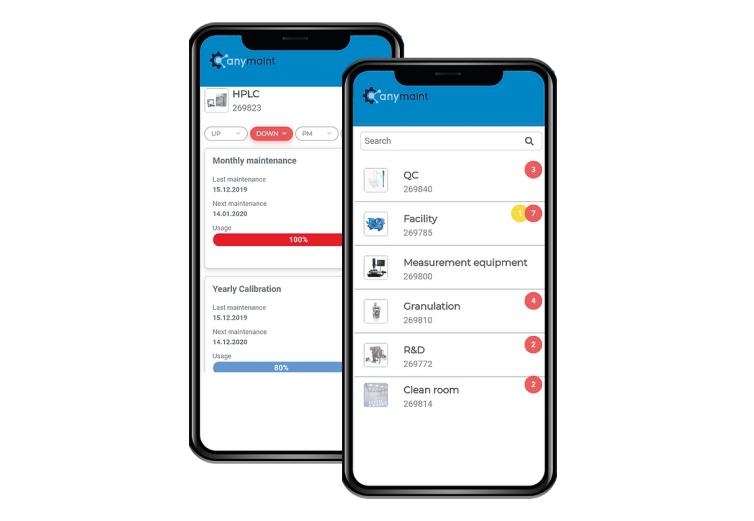 anymaint
HPLC
269823
UP
DOWN
PM
Monthly maintenance
Last maintenance
15.12.2019
Next maintenance
14.01.2020
Usage
100%
Yearly Calibration
Last maintenance
15.12.2019
Next maintenance
14.12.2020
Usage
80%
anymaint
Search
QC
269840
3
Facility
269785
1
7
Measurement equipment
269800
Granulation
269810
4
R&D
269772
2
Clean room
269814
2